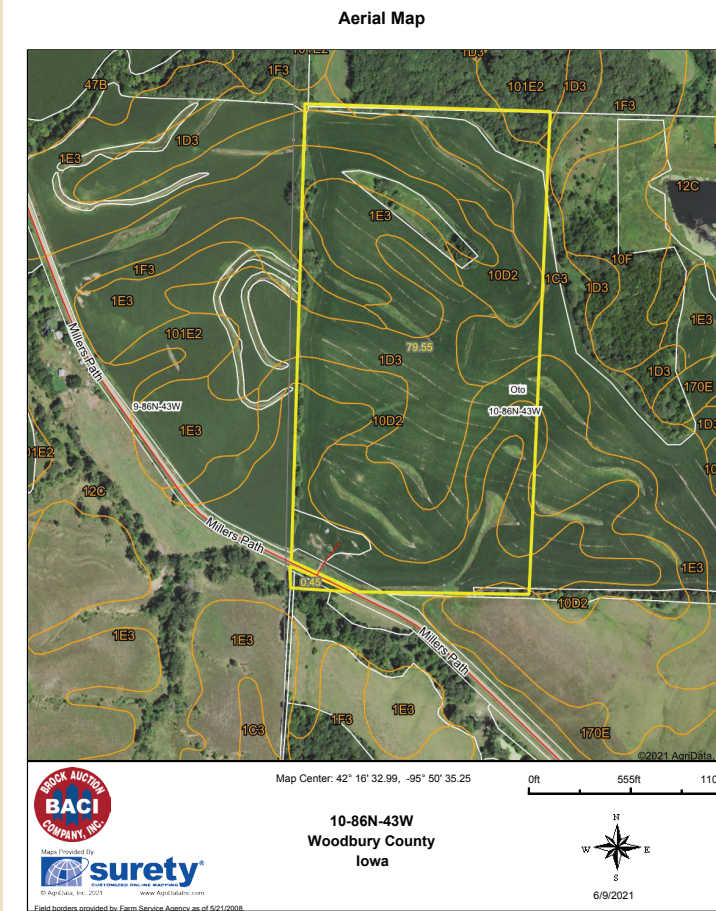 Aerial Map
101E2
1D3
1F3
101E2
1D3
47B
1F3
1D3
1E3
12C
1E3
1F3
10F
10D2
1C3
1D3
1E3
1E3
101E2
79.55
1D3
1D3
Millers Path
170E
Oto
9-86N-43W
10-86N-43W
10D2
1D3
1E3
01E2
10
12C
Millers Path
1E3
0.45
10D2
1E3
1E3
Millers Path
1E3
1F3
1C3
170E
©2021 AgriData,
BROCK AUCTION
BACI
COMPANY, INC.
Map Center: 42° 16' 32.99, -95° 50' 35.25
0ft 555ft 110
10-86N-43W
Woodbury County
Iowa
N
W E
S
Maps Provided By
surety®
CUSTOMIZED ONLINE MAPPING
© AgriData, Inc. 2021 www.AgriDataInc.com
6/9/2021
Field borders provided by Farm Service Agency as of 5/21/2008.